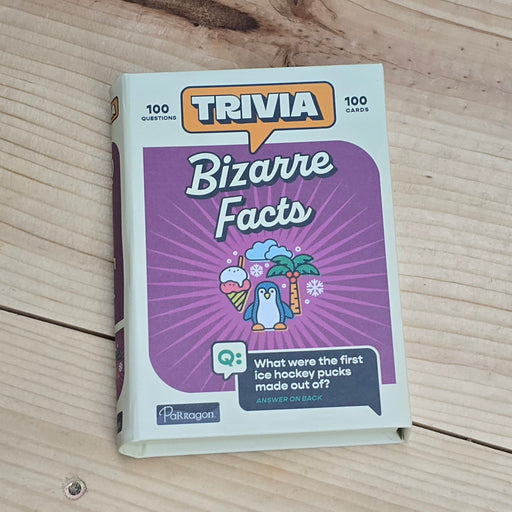 100
QUESTIONS
TRIVIA
100
CARDS
Bizarre
Facts
Q:
What were the first
ice hockey pucks
made out of?
ANSWER ON BACK
PaRragon